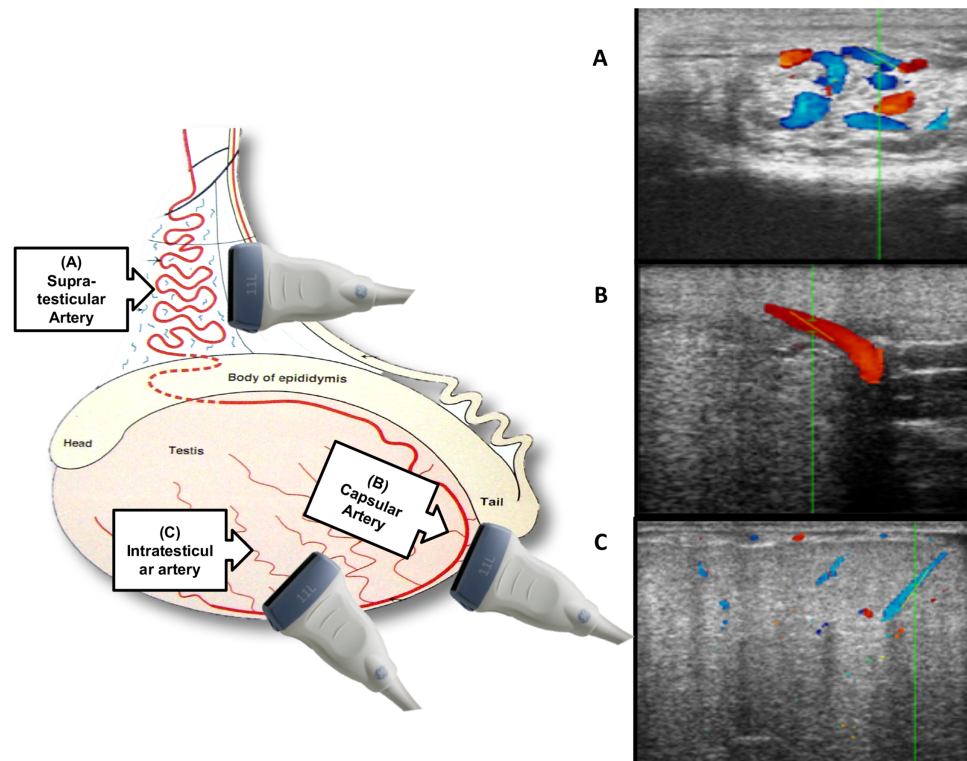 A
(A)
Supra-
testicular
Artery
11L
B
Body of epididymis
Head
Testis
(B)
Capsular
Artery
Tail
(C)
Intratesticul
ar artery
11L
11L
C